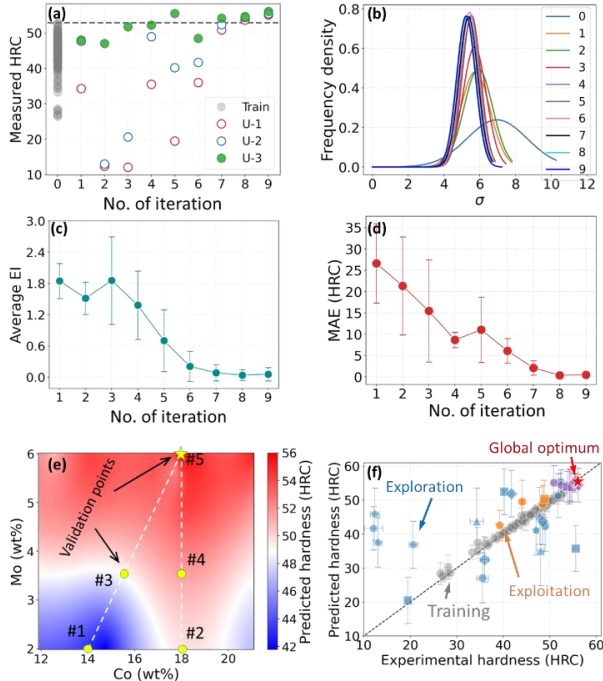 (a)
Measured HRC
50
40
30
20
10
Train
U-1
U-2
U-3
0 1 2 3 4 5 6 7 8 9
No. of iteration
(b)
Frequency density
0.8
0.6
0.4
0.2
0.0
0
1
2
3
4
5
6
7
8
9
0 2 4 6 8 10 12
σ
(c)
Average EI
3.0
2.4
1.8
1.2
0.6
0.0
1 2 3 4 5 6 7 8 9
No. of iteration
(d)
MAE (HRC)
35
30
25
20
15
10
5
0
1 2 3 4 5 6 7 8 9
No. of iteration
(e)
Mo (wt%)
6
5
3
2
#5
Validation points
#3
#4
#1
#2
12 14 16 18 20
Co (wt%)
56
54
52
50
48
46
44
42
Predicted hardness (HRC)
(f)
Global optimum
Predicted hardness (HRC)
60
50
40
30
20
10
Exploration
Exploitation
Training
10 20 30 40 50 60
Experimental hardness (HRC)